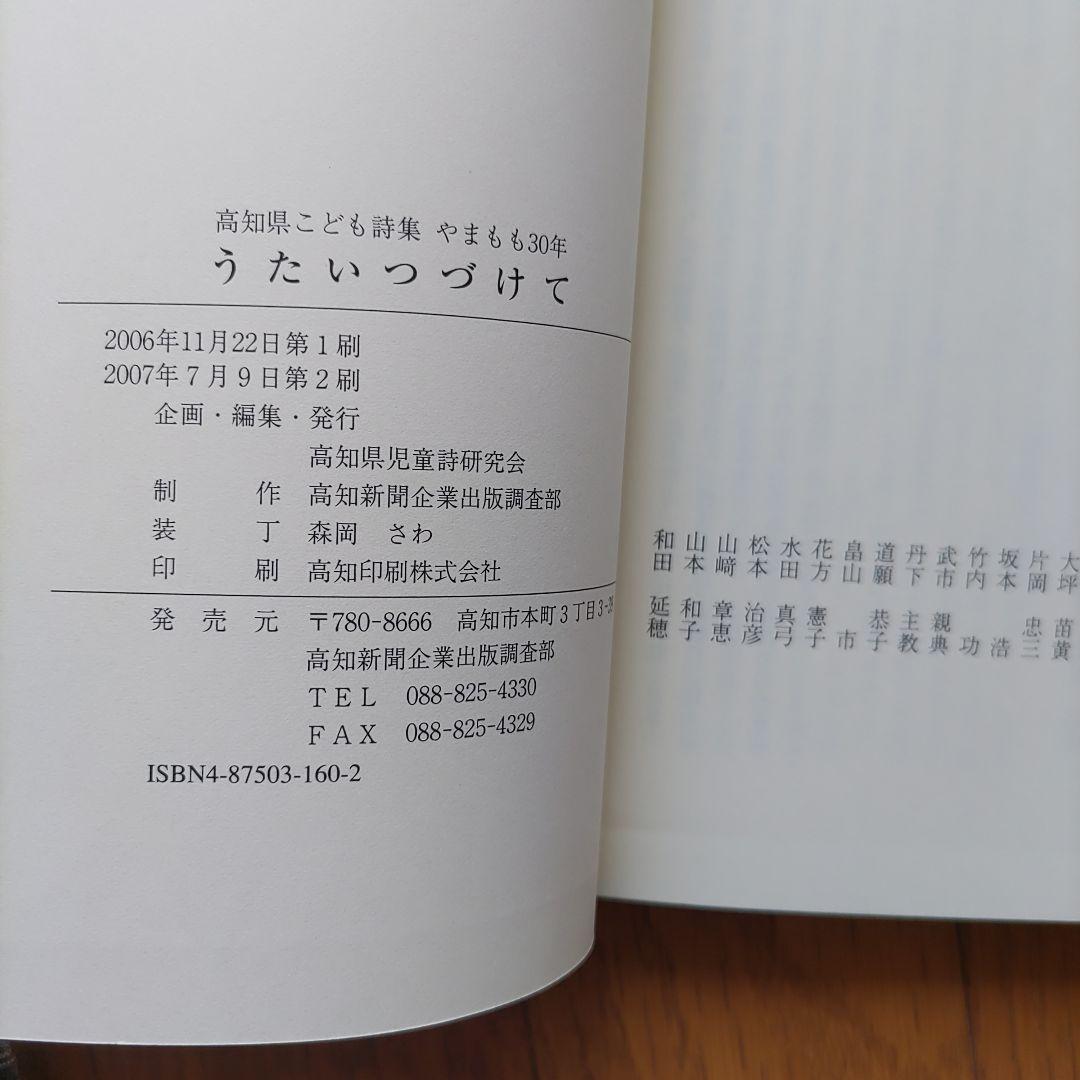 高知県こども詩集 やまもも30年
うたいつづけて
2006年11月22日第1刷
2007年7月9日第2刷
企画・編集・発行
高知県児童詩研究会
制作 高知新聞企業出版調査部
装丁 森岡 さわ
印刷 高知印刷株式会社
発売元 〒780-8666 高知市本町3丁目3-
高知新聞企業出版調査部
TEL 088-825-4330
FAX 088-825-4329
ISBN4-87503-160-2
大坪 苗黄
片岡 忠三
坂本 浩
竹内 功
武市 親典
丹下 主教
道願 恭子
畠山 市
花方 憲子
水田 真弓
松本 治彦
山﨑 章恵
山本 和子
和田 延穂